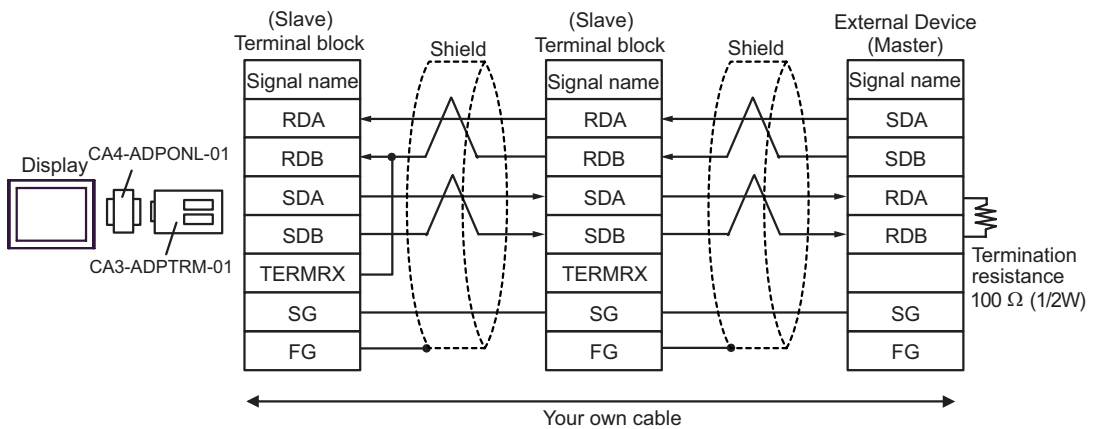 (Slave)
Terminal block
Shield
(Slave)
Terminal block
Shield
External Device
(Master)
Signal name
Signal name
Signal name
RDA
RDA
SDA
Display
CA4-ADPONL-01
RDB
RDB
SDB
SDA
SDA
RDA
SDB
SDB
RDB
CA3-ADPTRM-01
TERMRX
TERMRX
Termination
resistance
100 Ω (1/2W)
SG
SG
SG
FG
FG
FG
Your own cable